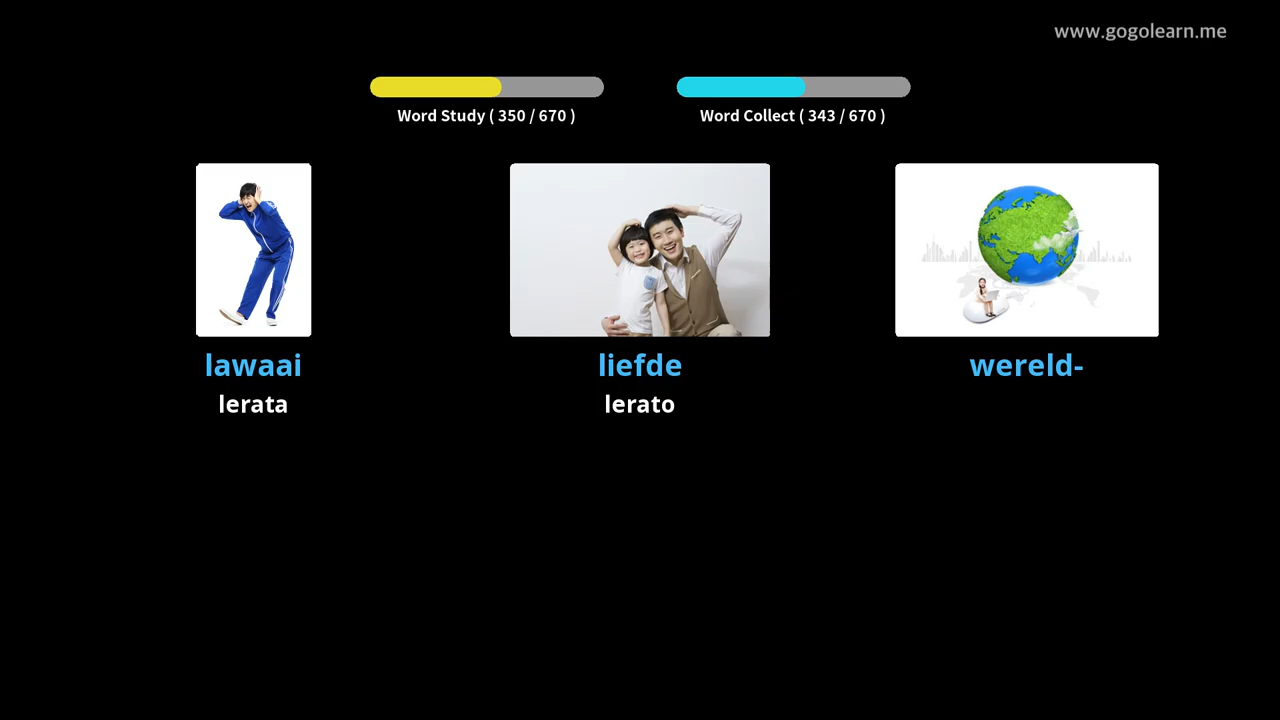 www.gogolearn.me
Word Study ( 350 / 670 )
Word Collect ( 343 / 670 )
lawaai
lerata
liefde
lerato
wereld-